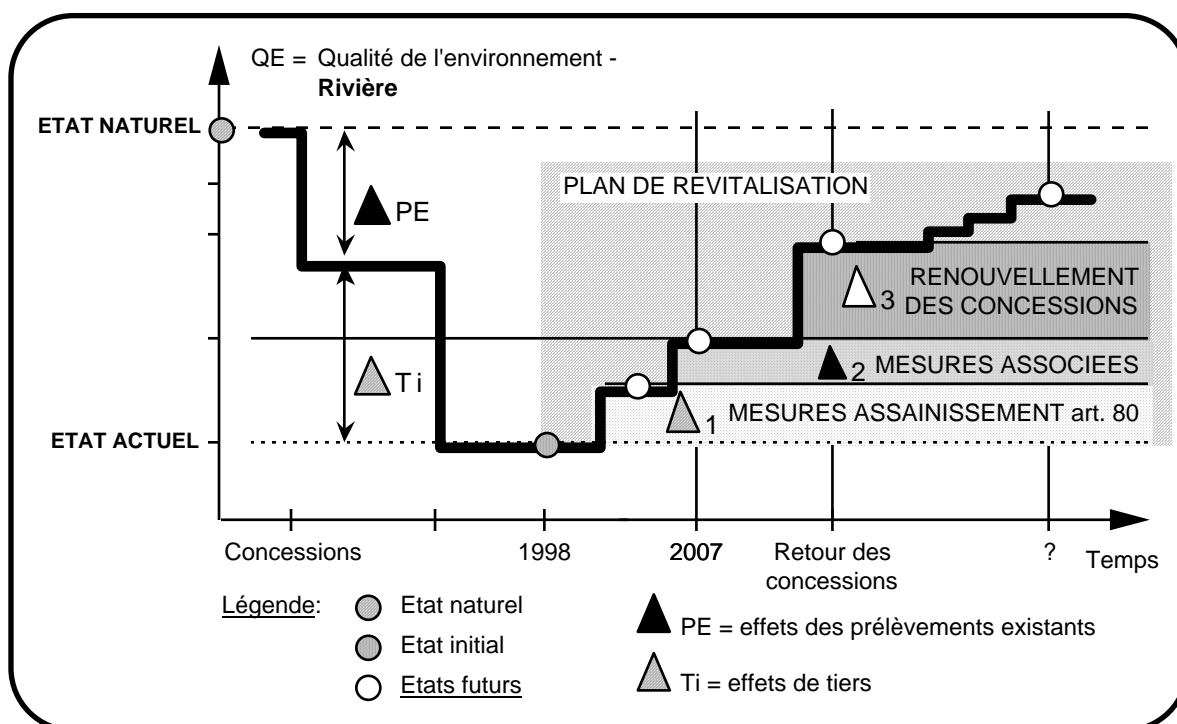 QE = Qualité de l'environnement -
Rivière
ETAT NATUREL
PLAN DE REVITALISATION
PE
RENOUVELLEMENT
DES CONCESSIONS
3
Ti
2 MESURES ASSOCIEES
1 MESURES ASSAINISSEMENT art. 80
ETAT ACTUEL
Concessions 1998 2007 Retour des
concessions ? Temps
Légende:
Etat naturel
Etat initial
Etats futurs
PE = effets des prélèvements existants
Ti = effets de tiers